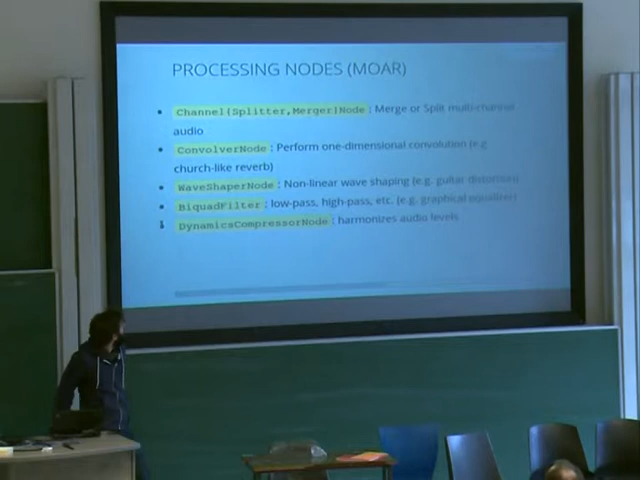 PROCESSING NODES (MOAR)
• Channel{Splitter,Merger}Node : Merge or Split multi-channel
audio
• ConvolverNode : Perform one-dimensional convolution (e.g
church-like reverb)
• WaveShaperNode : Non-linear wave shaping (e.g. guitar distortion)
• BiquadFilter : low-pass, high-pass, etc. (e.g. graphical equalizer)
• DynamicsCompressorNode : harmonizes audio levels